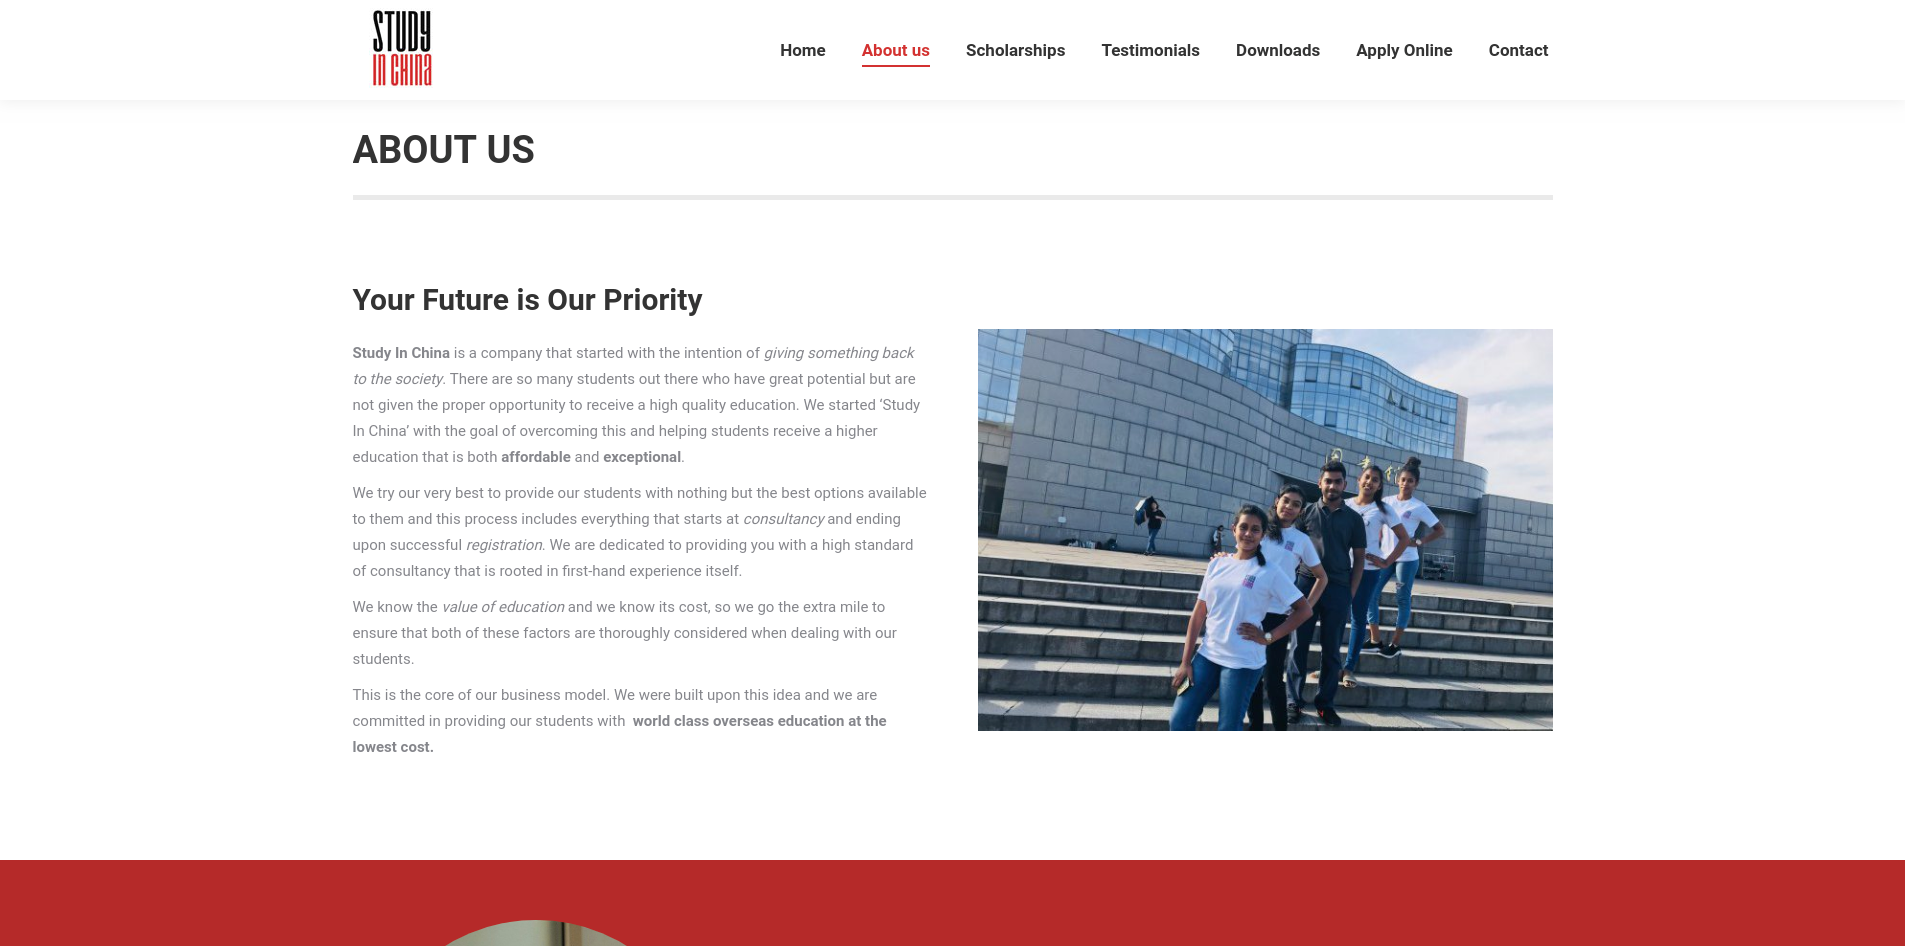 STUDY
IN CHINA
Home
About us
Scholarships
Testimonials
Downloads
Apply Online
Contact
ABOUT US
Your Future is Our Priority
Study In China is a company that started with the intention of giving something back
to the society. There are so many students out there who have great potential but are
not given the proper opportunity to receive a high quality education. We started ‘Study
In China’ with the goal of overcoming this and helping students receive a higher
education that is both affordable and exceptional.
We try our very best to provide our students with nothing but the best options available
to them and this process includes everything that starts at consultancy and ending
upon successful registration. We are dedicated to providing you with a high standard
of consultancy that is rooted in first-hand experience itself.
We know the value of education and we know its cost, so we go the extra mile to
ensure that both of these factors are thoroughly considered when dealing with our
students.
This is the core of our business model. We were built upon this idea and we are
committed in providing our students with  world class overseas education at the
lowest cost.